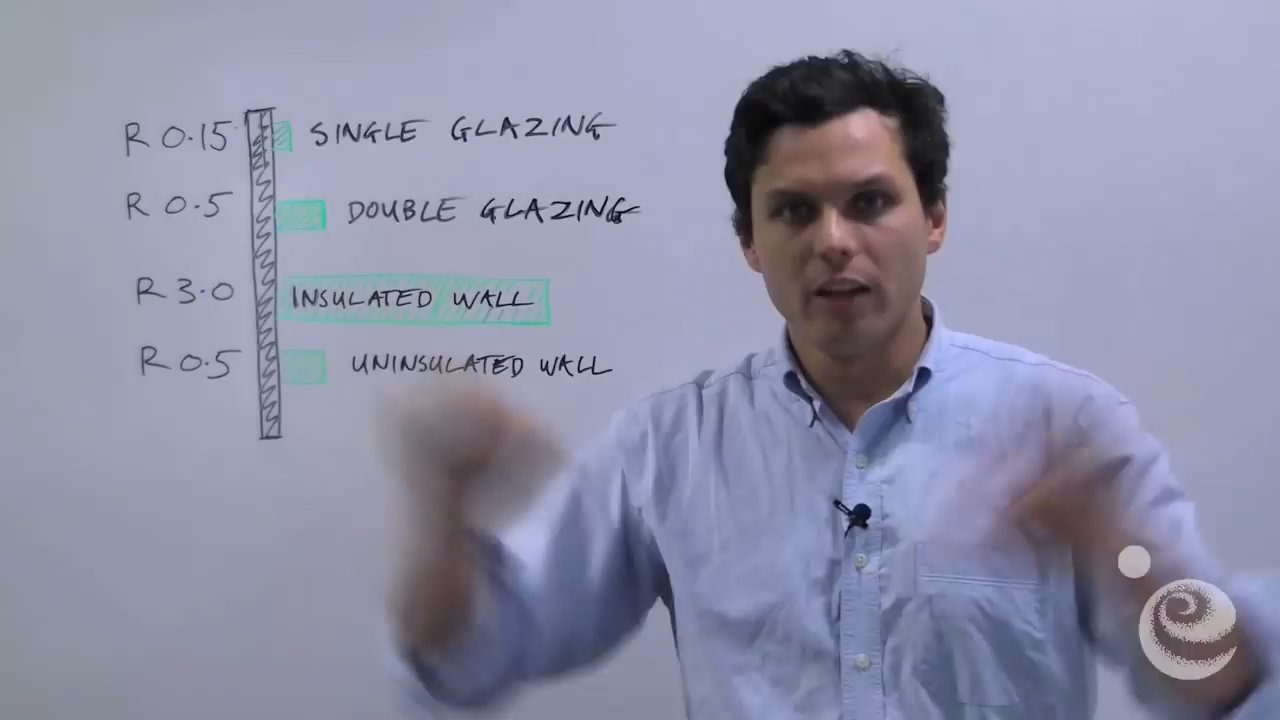 R 0.15 SINGLE GLAZING
R 0.5 DOUBLE GLAZING
R 3.0 INSULATED WALL
R 0.5 UNINSULATED WALL